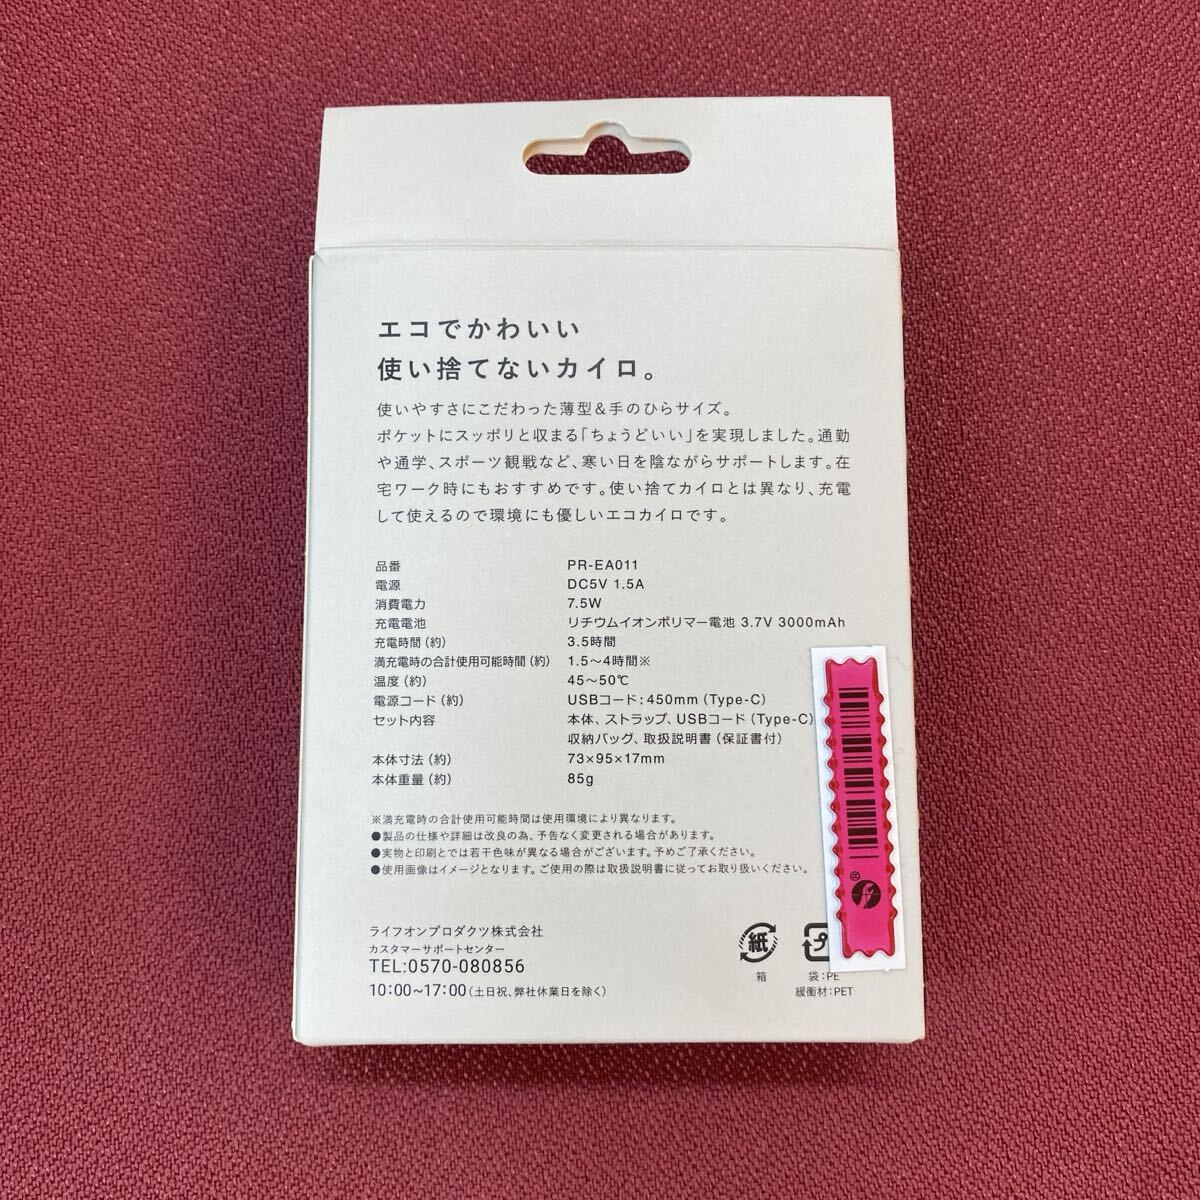 エコでかわいい
使い捨てないカイロ。
使いやすさにこだわった薄型&手のひらサイズ。
ポケットにスッポリと収まる「ちょうどいい」を実現しました。通勤
や通学、スポーツ観戦など、寒い日を陰ながらサポートします。在
宅ワーク時にもおすすめです。使い捨てカイロとは異なり、充電
して使えるので環境にも優しいエコカイロです。
品番 PR-EA011
電源 DC5V 1.5A
消費電力 7.5W
充電電池 リチウムイオンポリマー電池 3.7V 3000mAh
充電時間(約) 3.5時間
満充電時の合計使用可能時間(約) 1.5〜4時間※
温度(約) 45〜50℃
電源コード(約) USBコード:450mm(Type-C)
セット内容 本体、ストラップ、USBコード(Type-C)
収納バッグ、取扱説明書(保証書付)
本体寸法(約) 73×95×17mm
本体重量(約) 85g
※満充電時の合計使用可能時間は使用環境により異なります。
●製品の仕様や詳細は改良の為、予告なく変更される場合があります。
●実物と印刷とでは若干色味が異なる場合がございます。予めご了承ください。
●使用画像はイメージとなります。ご使用の際は取扱説明書に従ってお取り扱いください。
ライフオンプロダクツ株式会社
カスタマーサポートセンター
TEL:0570-080856
10:00~17:00(土日祝、弊社休業日を除く)
紙
箱
プ
袋:PE
緩衝材:PET
®